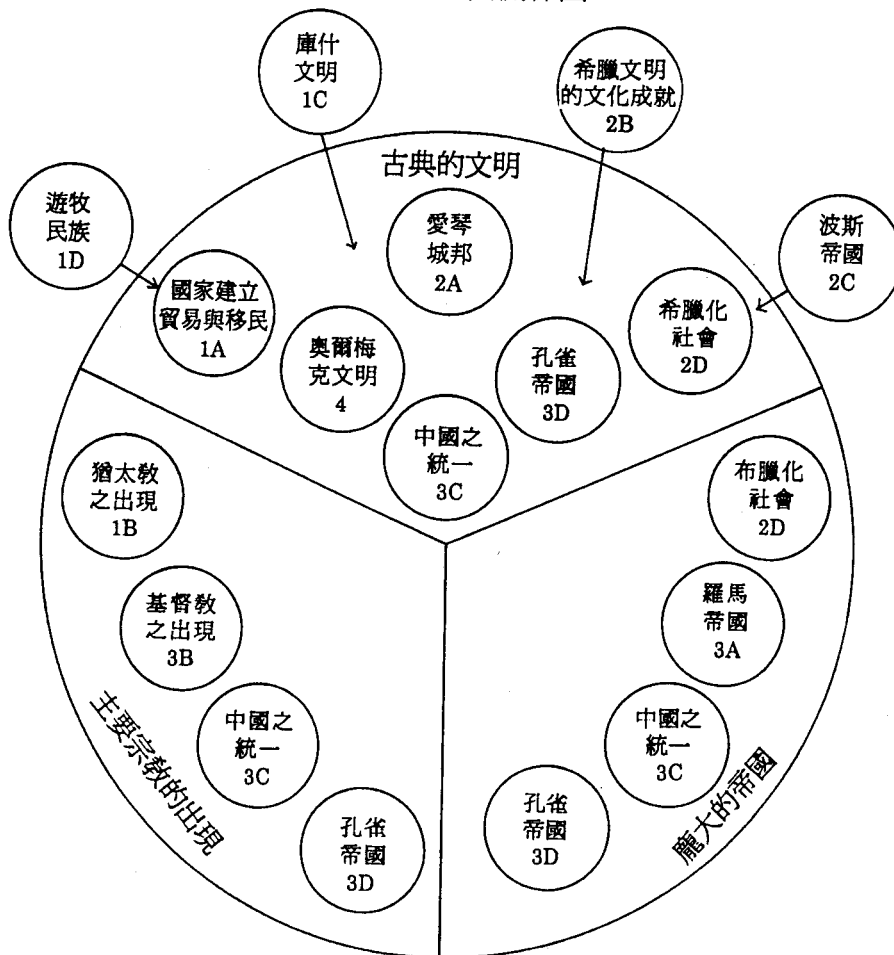 庫什
文明
1C
希臘文明
的文化成就
2B
古典的文明
遊牧
民族
1D
愛琴
城邦
2A
波斯
帝國
2C
國家建立
貿易與移民
1A
奧爾梅
克文明
4
孔雀
帝國
3D
希臘化
社會
2D
中國之
統一
3C
猶太教
之出現
1B
基督教
之出現
3B
中國之
統一
3C
孔雀
帝國
3D
主要宗教的出現
布臘化
社會
2D
羅馬
帝國
3A
中國之
統一
3C
孔雀
帝國
3D
龐大的帝國